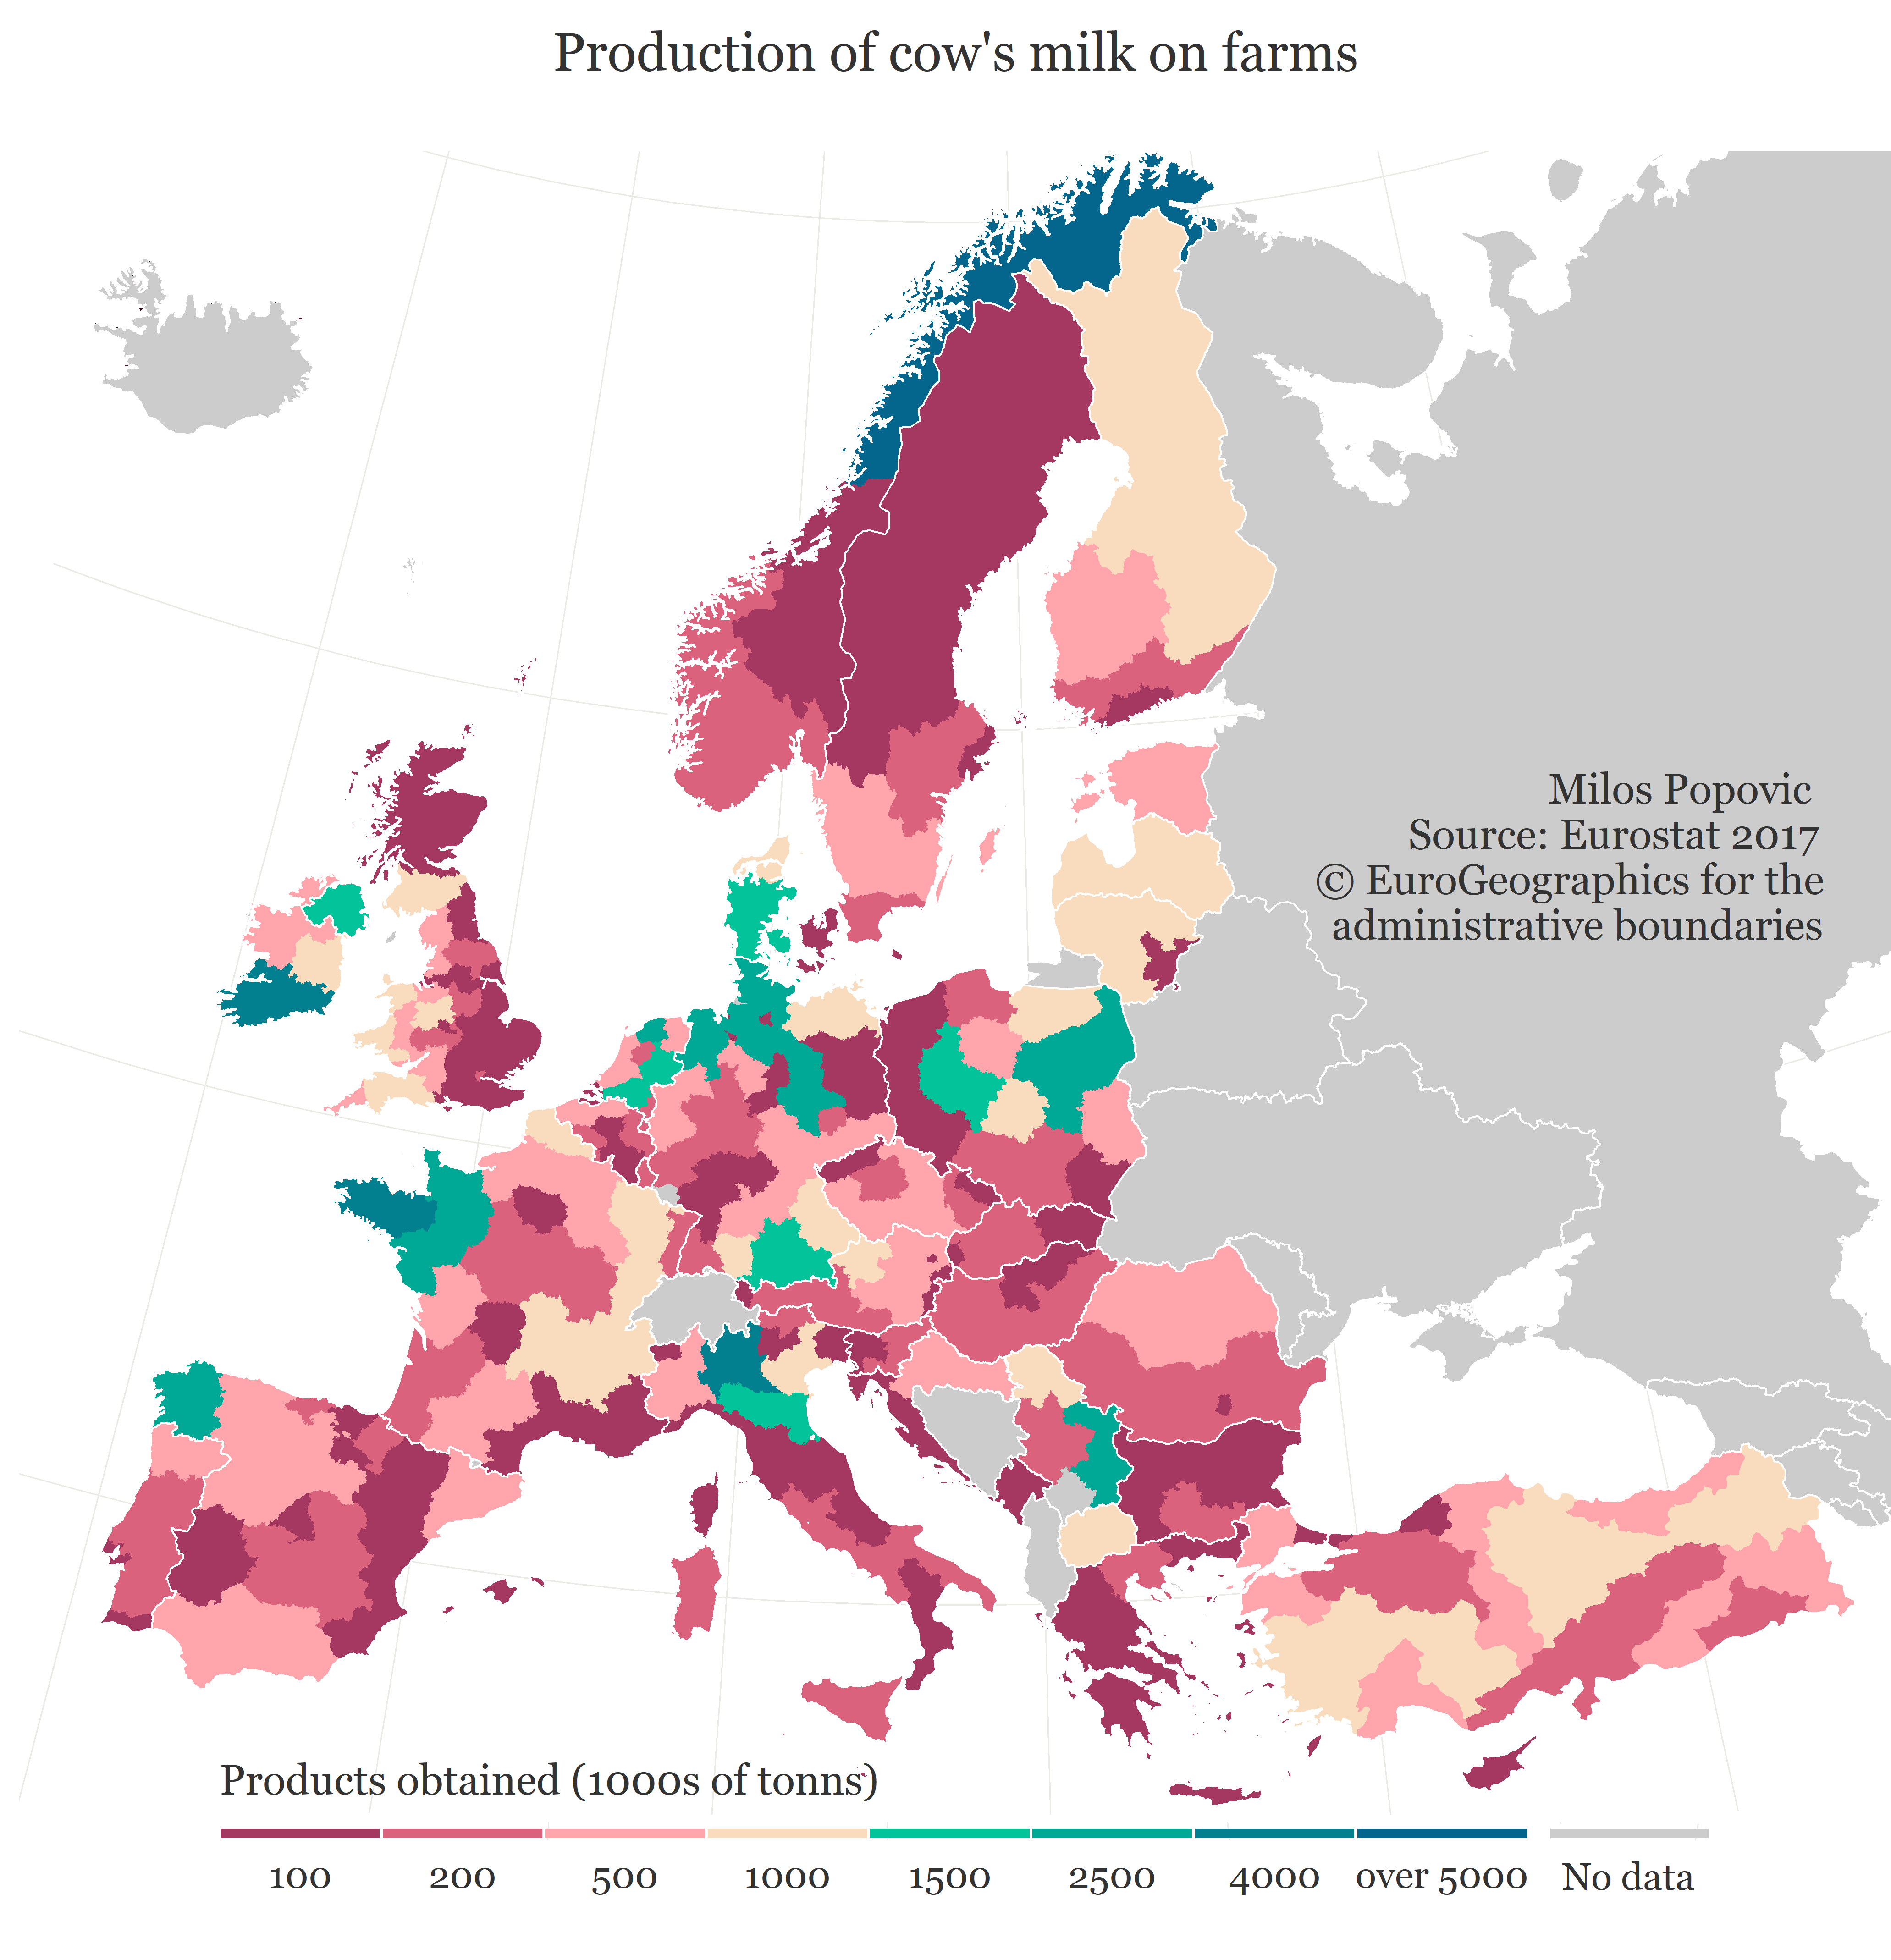 Production of cow's milk on farms
Milos Popovic
Source: Eurostat 2017
© EuroGeographics for the
administrative boundaries
Products obtained (1000s of tonns)
100 200 500 1000 1500 2500 4000 over 5000 No data